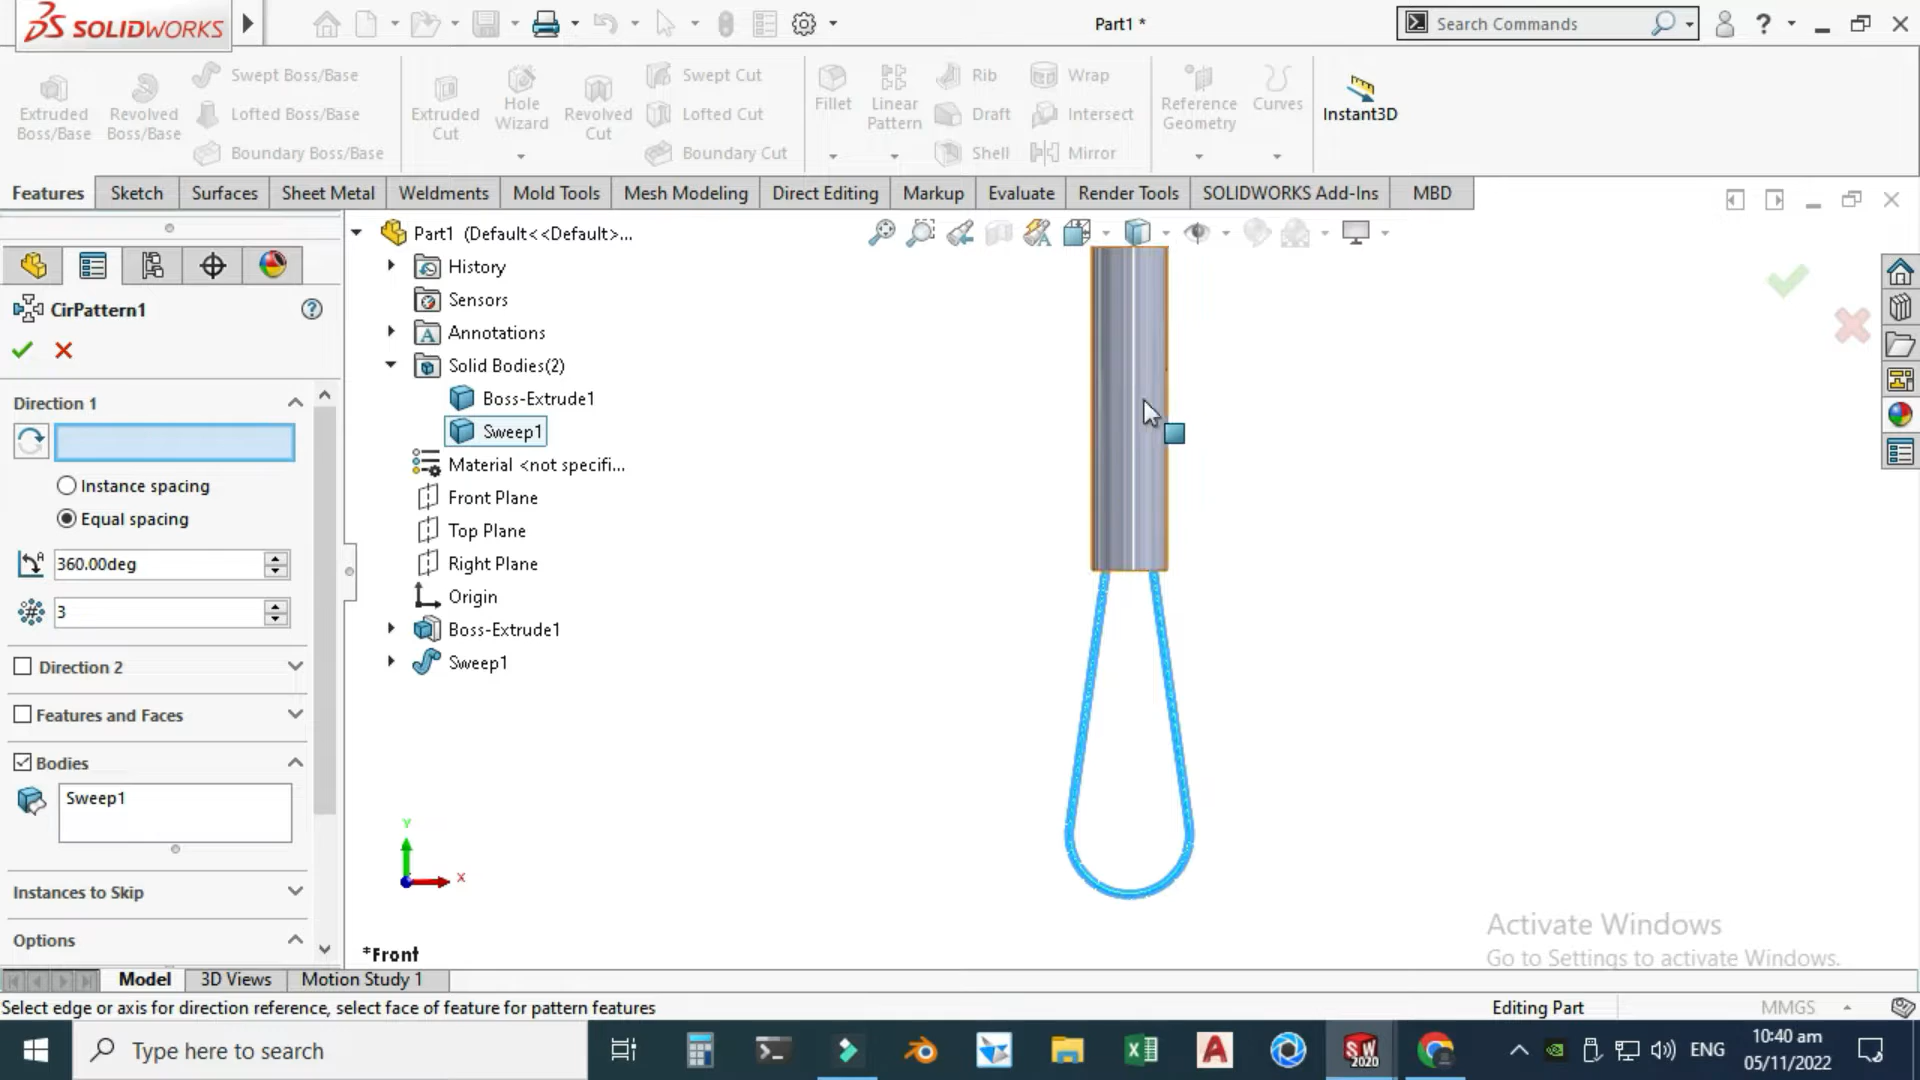 SOLIDWORKS
Part1 *
Search Commands
Extruded Boss/Base
Revolved Boss/Base
Swept Boss/Base
Lofted Boss/Base
Boundary Boss/Base
Extruded Cut
Hole Wizard
Revolved Cut
Swept Cut
Lofted Cut
Boundary Cut
Fillet
Linear Pattern
Rib
Draft
Shell
Wrap
Intersect
Mirror
Reference Geometry
Curves
Instant3D
Features
Sketch
Surfaces
Sheet Metal
Weldments
Mold Tools
Mesh Modeling
Direct Editing
Markup
Evaluate
Render Tools
SOLIDWORKS Add-Ins
MBD
CirPattern1
Direction 1
Instance spacing
Equal spacing
360.00deg
3
Direction 2
Features and Faces
Bodies
Sweep1
Instances to Skip
Options
Part1 (Default<<Default>...
History
Sensors
Annotations
Solid Bodies(2)
Boss-Extrude1
Sweep1
Material <not specifi...
Front Plane
Top Plane
Right Plane
Origin
Boss-Extrude1
Sweep1
Y
X
*Front
Activate Windows
Go to Settings to activate Windows.
Model
3D Views
Motion Study 1
Select edge or axis for direction reference, select face of feature for pattern features
Editing Part
MMGS
Type here to search
SW
2020
ENG
10:40 am
05/11/2022